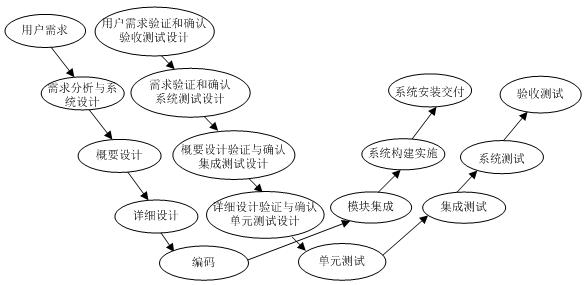 用户需求
用户需求验证和确认
验收测试设计
需求分析与系
统设计
需求验证和确认
系统测试设计
系统安装交付
验收测试
概要设计
概要设计验证与确认
集成测试设计
系统构建实施
系统测试
详细设计
详细设计验证与确认
单元测试设计
模块集成
集成测试
编码
单元测试